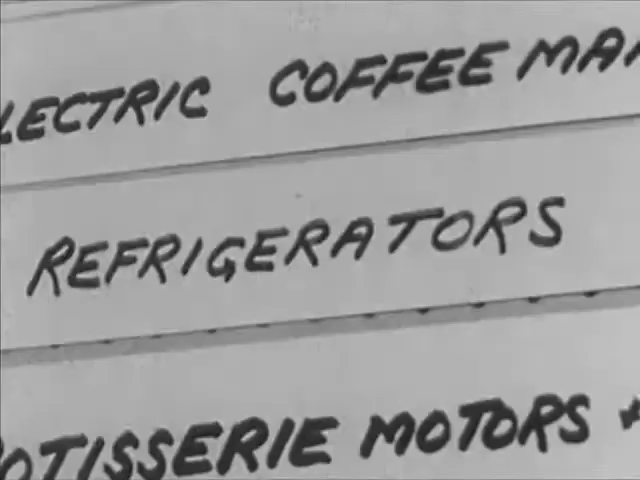 LECTRIC COFFEE MA
REFRIGERATORS
OTISSERIE MOTORS +